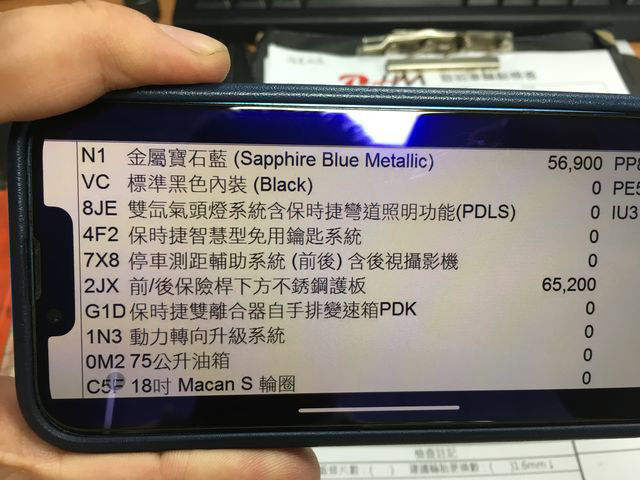 N1 金屬寶石藍 (Sapphire Blue Metallic) 56,900 PP8
VC 標準黑色內裝 (Black) 0 PE5
8JE 雙氙氣頭燈系統含保時捷彎道照明功能(PDLS) 0 IU3
4F2 保時捷智慧型免用鑰匙系統 0
7X8 停車測距輔助系統 (前後) 含後視攝影機 0
2JX 前/後保險桿下方不銹鋼護板 65,200
G1D 保時捷雙離合器自手排變速箱PDK 0
1N3 動力轉向升級系統 0
0M2 75公升油箱 0
C5F 18吋 Macan S 輪圈 0
檢查註記